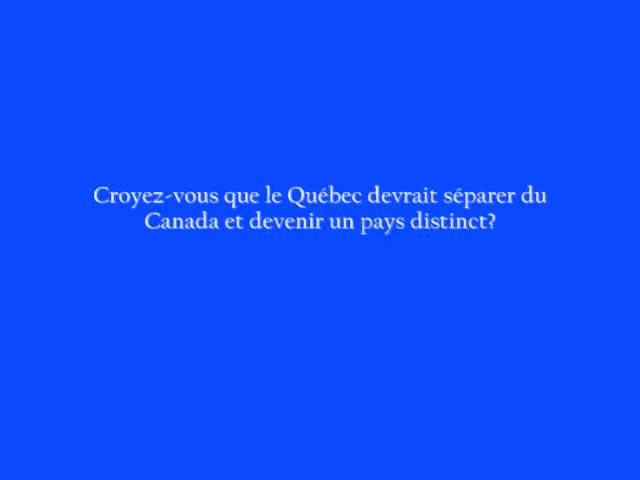 Croyez-vous que le Québec devrait séparer du
Canada et devenir un pays distinct?